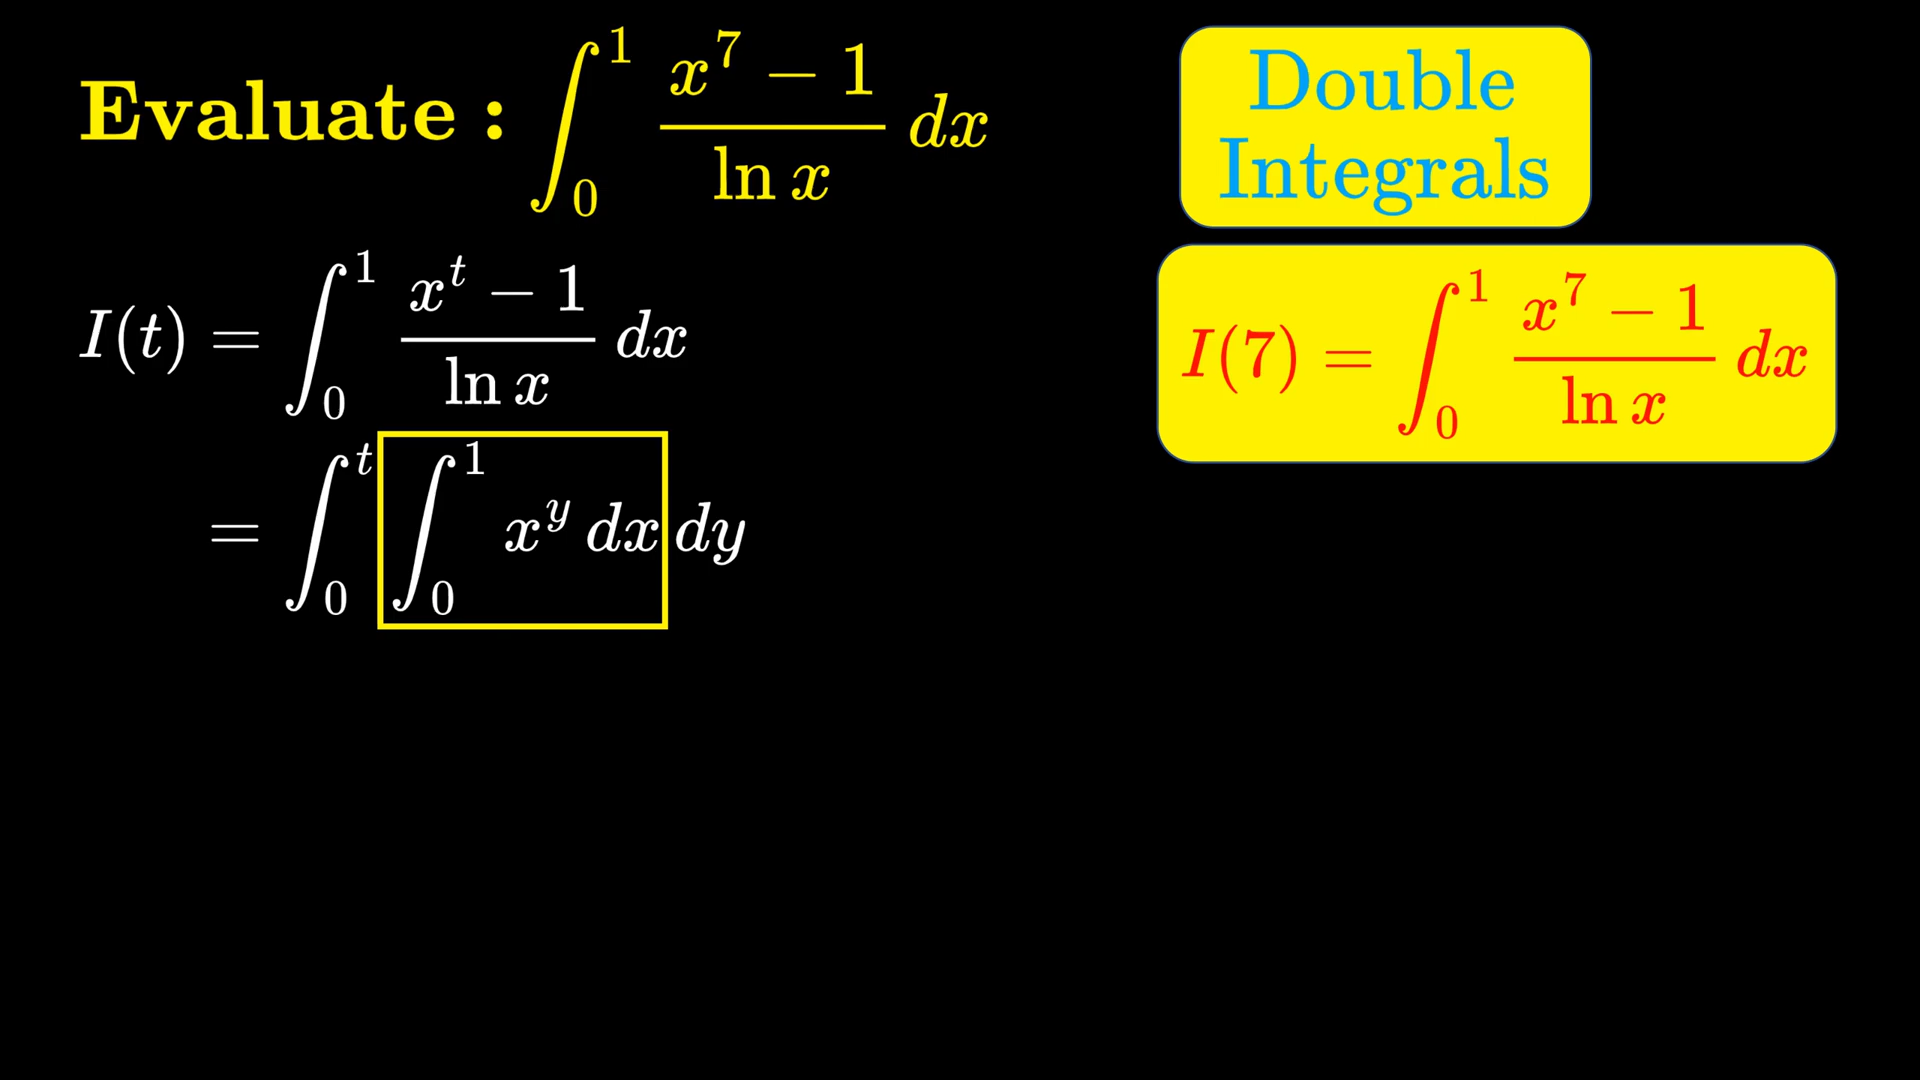 Evaluate : ∫₀¹ (x⁷ − 1)/(ln x) dx
Double
Integrals
I(t) = ∫₀¹ (xᵗ − 1)/(ln x) dx
I(7) = ∫₀¹ (x⁷ − 1)/(ln x) dx
= ∫₀ᵗ ∫₀¹ xʸ dx dy